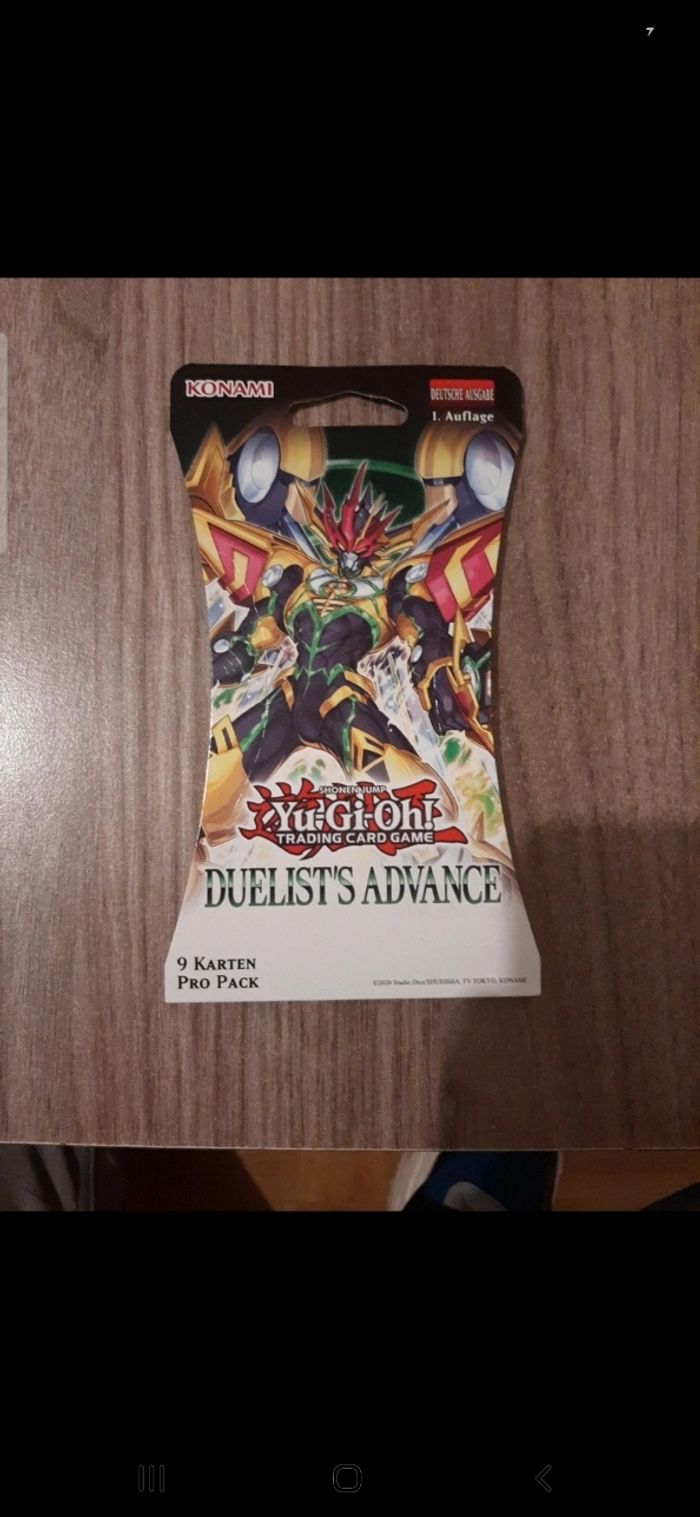 KONAMI
DEUTSCHE AUSGABE
1. Auflage
SHONEN JUMP
Yu-Gi-Oh!
TRADING CARD GAME
DUELIST'S ADVANCE
9 KARTEN
PRO PACK
©2020 Studio Dice/SHUEISHA, TV TOKYO, KONAMI